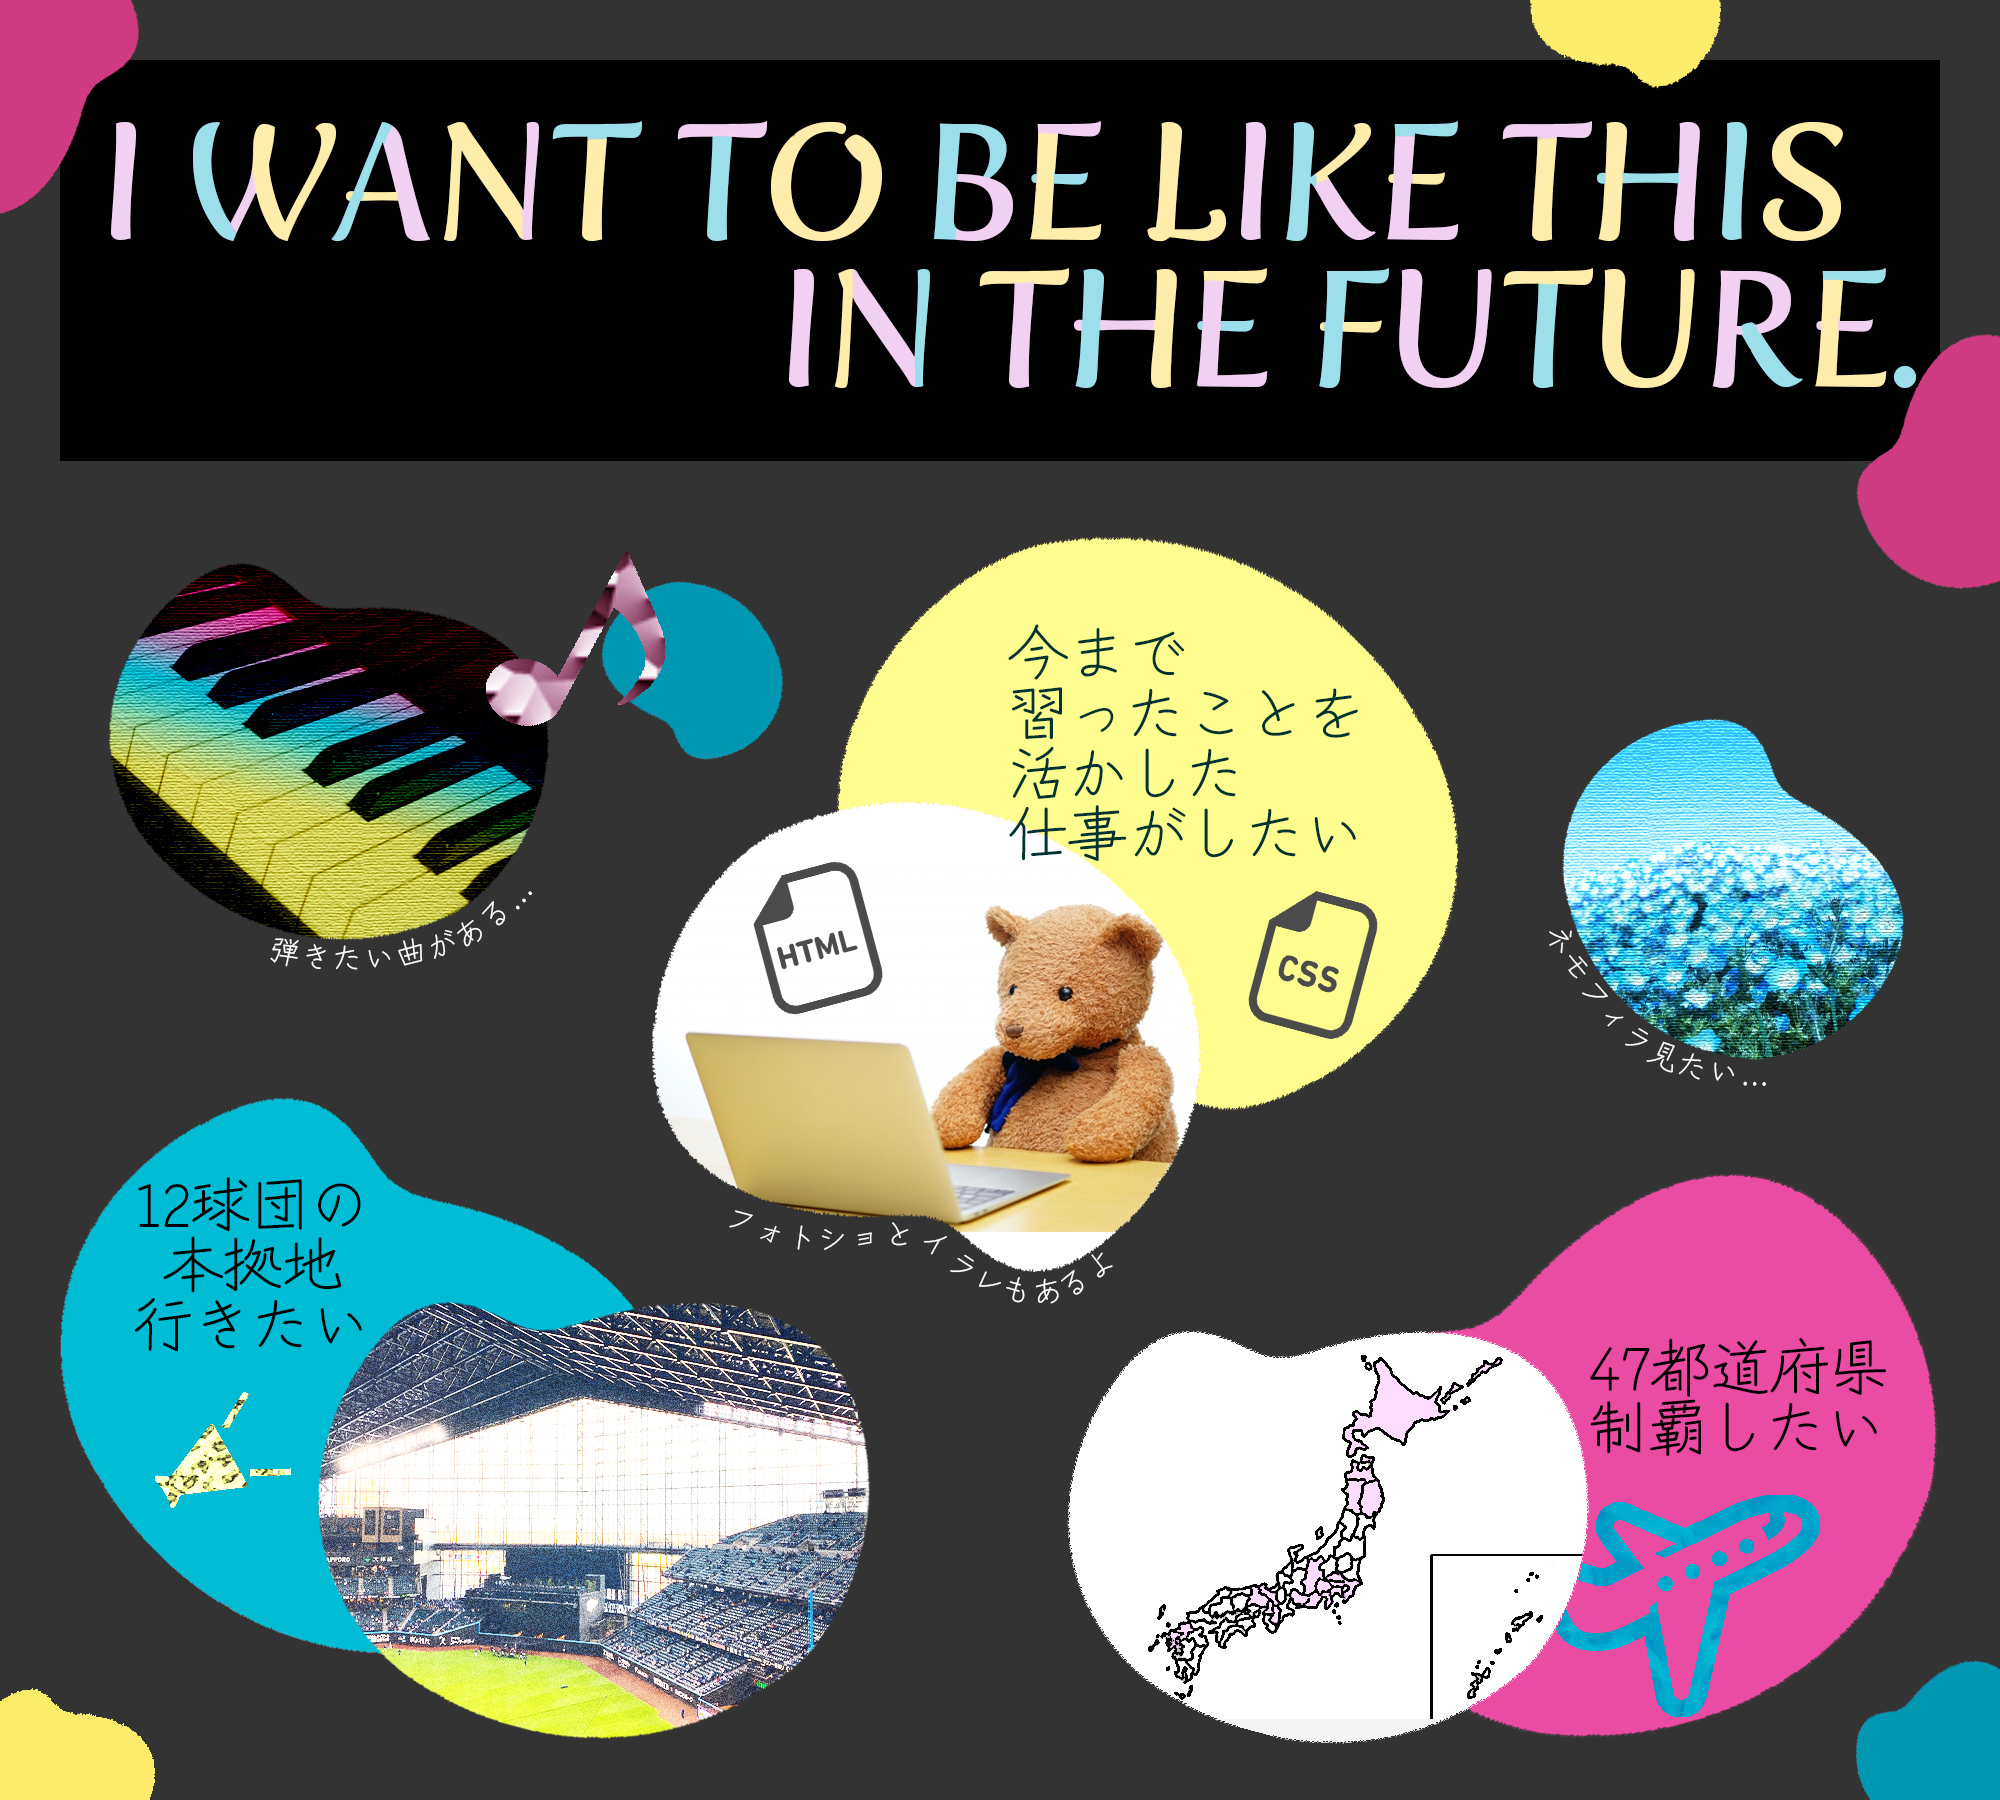 I WANT TO BE LIKE THIS
IN THE FUTURE.
弾きたい曲がある…
今まで
習ったことを
活かした
仕事がしたい
HTML
CSS
フォトショとイラレもあるよ
ネモフィラ見たい…
12球団の
本拠地
行きたい
47都道府県
制覇したい